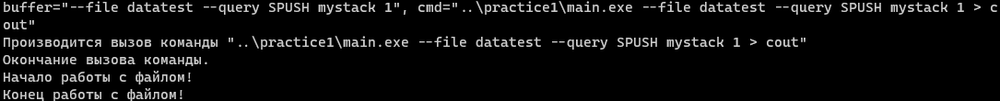 buffer="--file datatest --query SPUSH mystack 1", cmd="..\practice1\main.exe --file datatest --query SPUSH mystack 1 > c
out"
Производится вызов команды "..\practice1\main.exe --file datatest --query SPUSH mystack 1 > cout"
Окончание вызова команды.
Начало работы с файлом!
Конец работы с файлом!